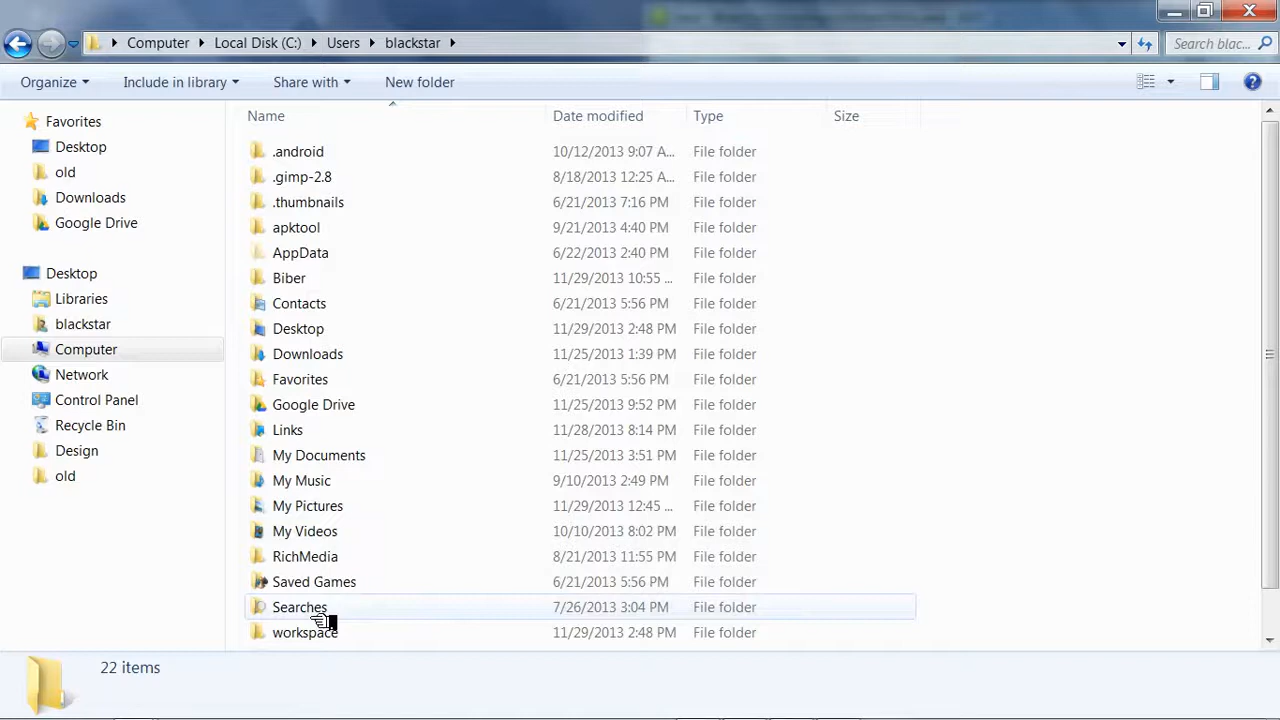 Computer Local Disk (C:) Users blackstar Search blac...
Organize Include in library Share with New folder
Name Date modified Type Size
Favorites
Desktop
old
Downloads
Google Drive
Desktop
Libraries
blackstar
Computer
Network
Control Panel
Recycle Bin
Design
old
.android 10/12/2013 9:07 A... File folder
.gimp-2.8 8/18/2013 12:25 A... File folder
.thumbnails 6/21/2013 7:16 PM File folder
apktool 9/21/2013 4:40 PM File folder
AppData 6/22/2013 2:40 PM File folder
Biber 11/29/2013 10:55 ... File folder
Contacts 6/21/2013 5:56 PM File folder
Desktop 11/29/2013 2:48 PM File folder
Downloads 11/25/2013 1:39 PM File folder
Favorites 6/21/2013 5:56 PM File folder
Google Drive 11/25/2013 9:52 PM File folder
Links 11/28/2013 8:14 PM File folder
My Documents 11/25/2013 3:51 PM File folder
My Music 9/10/2013 2:49 PM File folder
My Pictures 11/29/2013 12:45 ... File folder
My Videos 10/10/2013 8:02 PM File folder
RichMedia 8/21/2013 11:55 PM File folder
Saved Games 6/21/2013 5:56 PM File folder
Searches 7/26/2013 3:04 PM File folder
workspace 11/29/2013 2:48 PM File folder
22 items